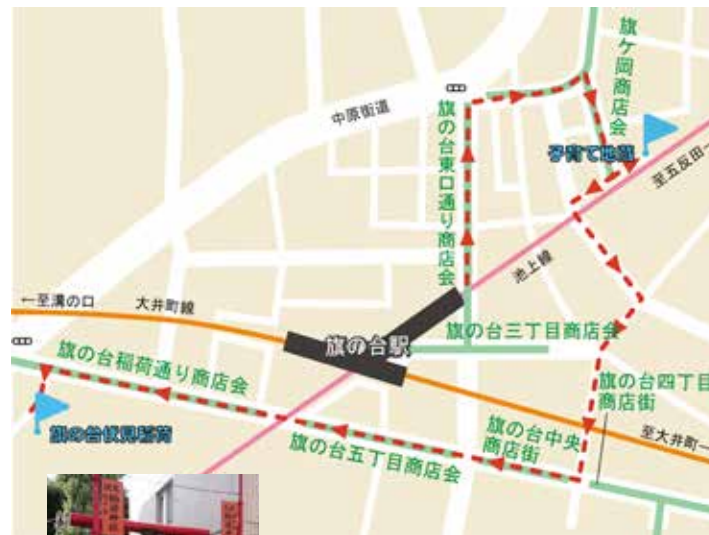 旗ケ岡商店会
中原街道
旗の台東口通り商店会
子育て地蔵
至五反田→
池上線
←至溝の口
大井町線
旗の台駅
旗の台三丁目商店会
旗の台稲荷通り商店会
旗の台四丁目
商店街
旗の台伏見稲荷
旗の台中央
商店街
旗の台五丁目商店会
至大井町→